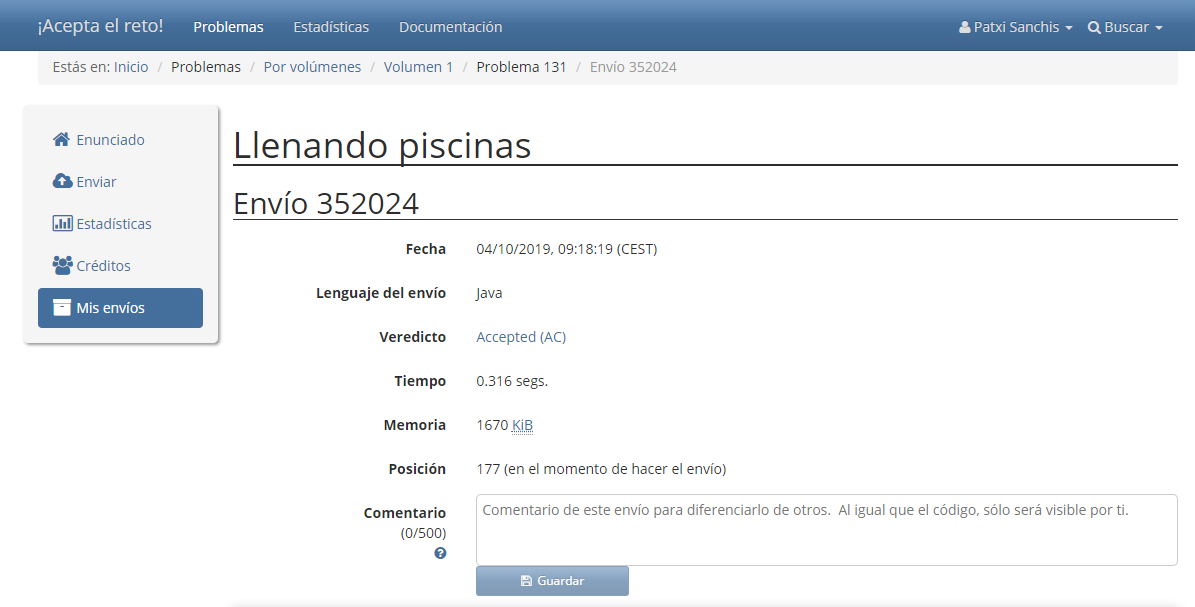 ¡Acepta el reto! Problemas Estadísticas Documentación Patxi Sanchis Buscar
Estás en: Inicio / Problemas / Por volúmenes / Volumen 1 / Problema 131 / Envío 352024
Enunciado
Enviar
Estadísticas
Créditos
Mis envíos
Llenando piscinas
Envío 352024
Fecha 04/10/2019, 09:18:19 (CEST)
Lenguaje del envío Java
Veredicto Accepted (AC)
Tiempo 0.316 segs.
Memoria 1670 KiB
Posición 177 (en el momento de hacer el envío)
Comentario Comentario de este envío para diferenciarlo de otros. Al igual que el código, sólo será visible por ti.
(0/500)
?
Guardar